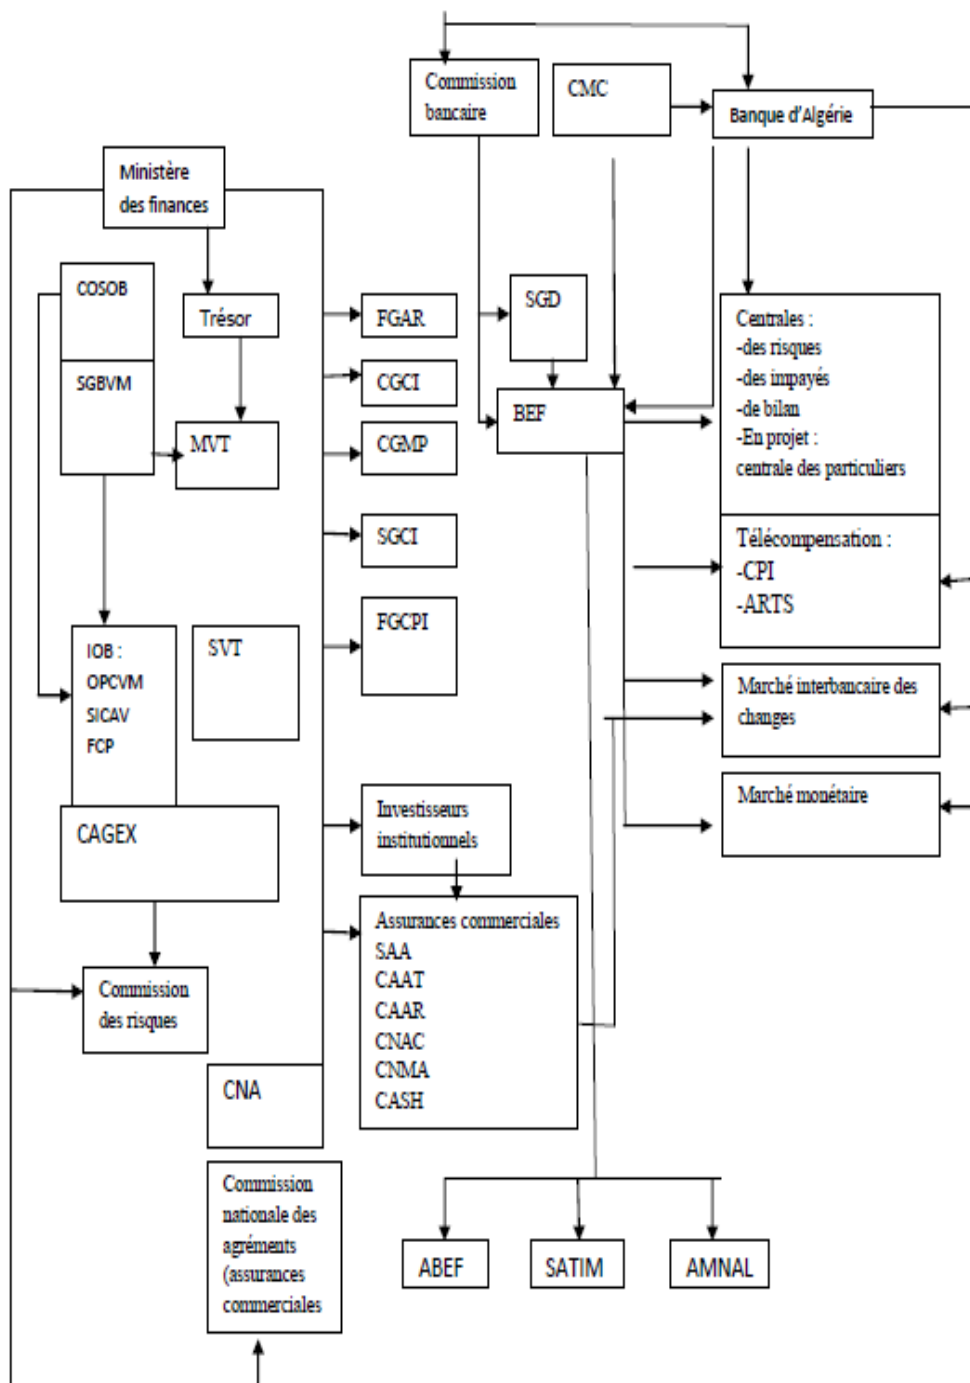 Commission
bancaire
CMC
Banque d'Algérie
Ministère
des finances
COSOB
Trésor
SGBVM
MVT
FGAR
CGCI
CGMP
SGCI
FGCPI
SGD
BEF
Centrales :
-des risques
-des impayés
-de bilan
-En projet :
centrale des particuliers
Télécompensation :
-CPI
-ARTS
IOB :
OPCVM
SICAV
FCP
SVT
Marché interbancaire des
changes
Marché monétaire
CAGEX
Investisseurs
institutionnels
Assurances commerciales
SAA
CAAT
CAAR
CNAC
CNMA
CASH
Commission
des risques
CNA
Commission
nationale des
agréments
(assurances
commerciales
ABEF
SATIM
AMNAL